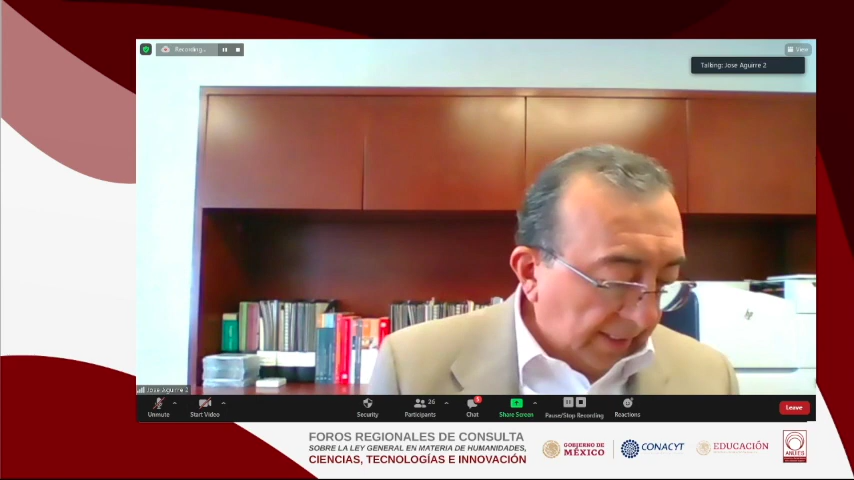 Recording...
View
Talking: Jose Aguirre 2
Jose Aguirre 2
Unmute
Start Video
Security
26
Participants
5
Chat
Share Screen
Pause/Stop Recording
Reactions
Leave
hp
FOROS REGIONALES DE CONSULTA
SOBRE LA LEY GENERAL EN MATERIA DE HUMANIDADES,
CIENCIAS, TECNOLOGÍAS E INNOVACIÓN
GOBIERNO DE
MÉXICO
CONACYT
EDUCACIÓN
ANUIES